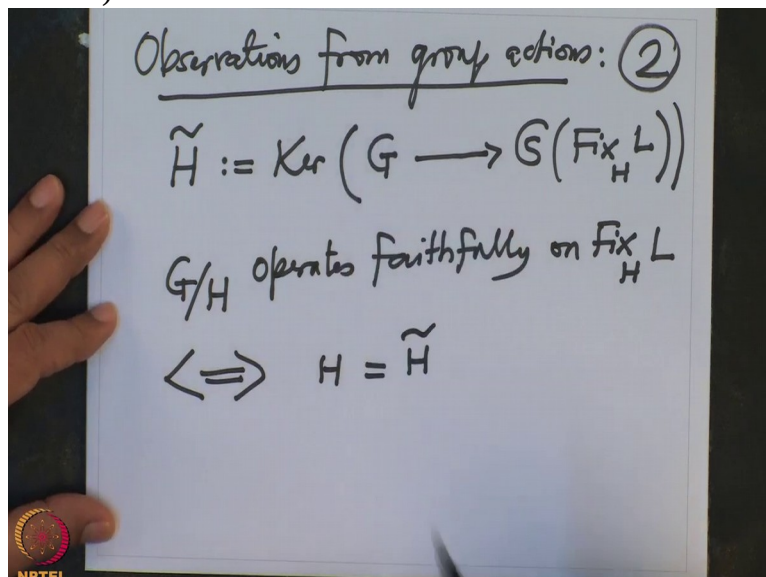 Observations from group actions: 2
H̃ := Ker (G ⟶ 𝔖(Fix_H L))
G/H operates faithfully on Fix_H L
<=> H = H̃
NPTEL